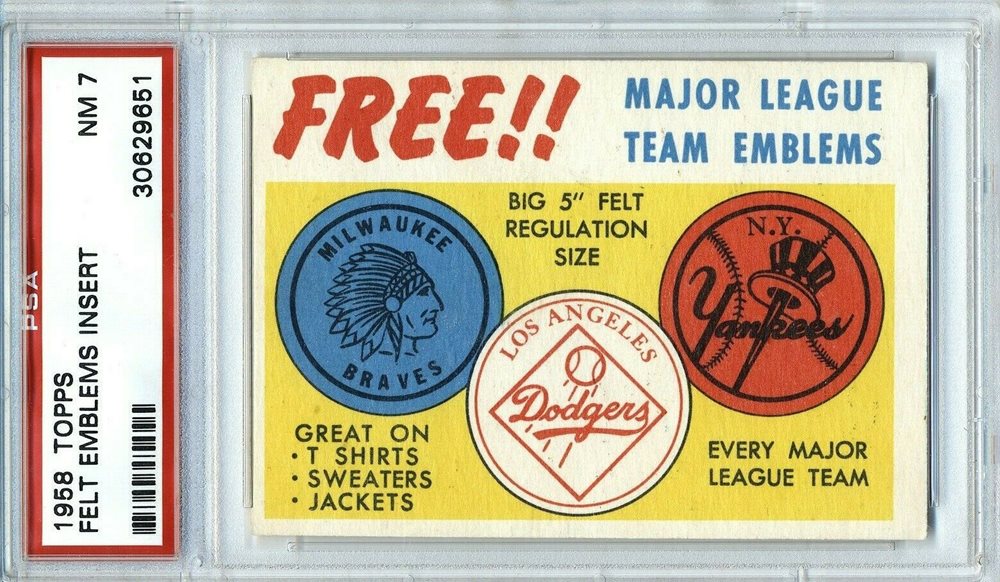 PSA
1958 TOPPS
FELT EMBLEMS INSERT
NM 7
30629651
FREE!!
MAJOR LEAGUE
TEAM EMBLEMS
BIG 5" FELT
REGULATION
SIZE
MILWAUKEE
BRAVES
LOS ANGELES
Dodgers
N.Y.
Yankees
GREAT ON
• T SHIRTS
• SWEATERS
• JACKETS
EVERY MAJOR
LEAGUE TEAM